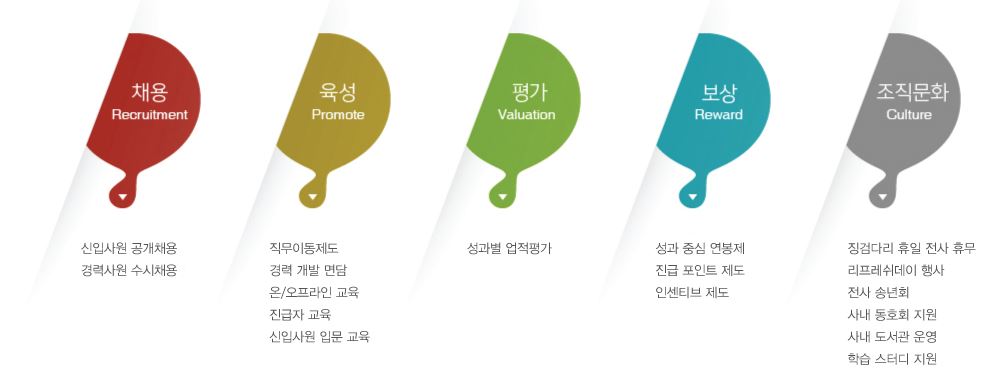 채용
Recruitment
신입사원 공개채용
경력사원 수시채용
육성
Promote
직무이동제도
경력 개발 면담
온/오프라인 교육
진급자 교육
신입사원 입문 교육
평가
Valuation
성과별 업적평가
보상
Reward
성과 중심 연봉제
진급 포인트 제도
인센티브 제도
조직문화
Culture
징검다리 휴일 전사 휴무
리프레쉬데이 행사
전사 송년회
사내 동호회 지원
사내 도서관 운영
학습 스터디 지원